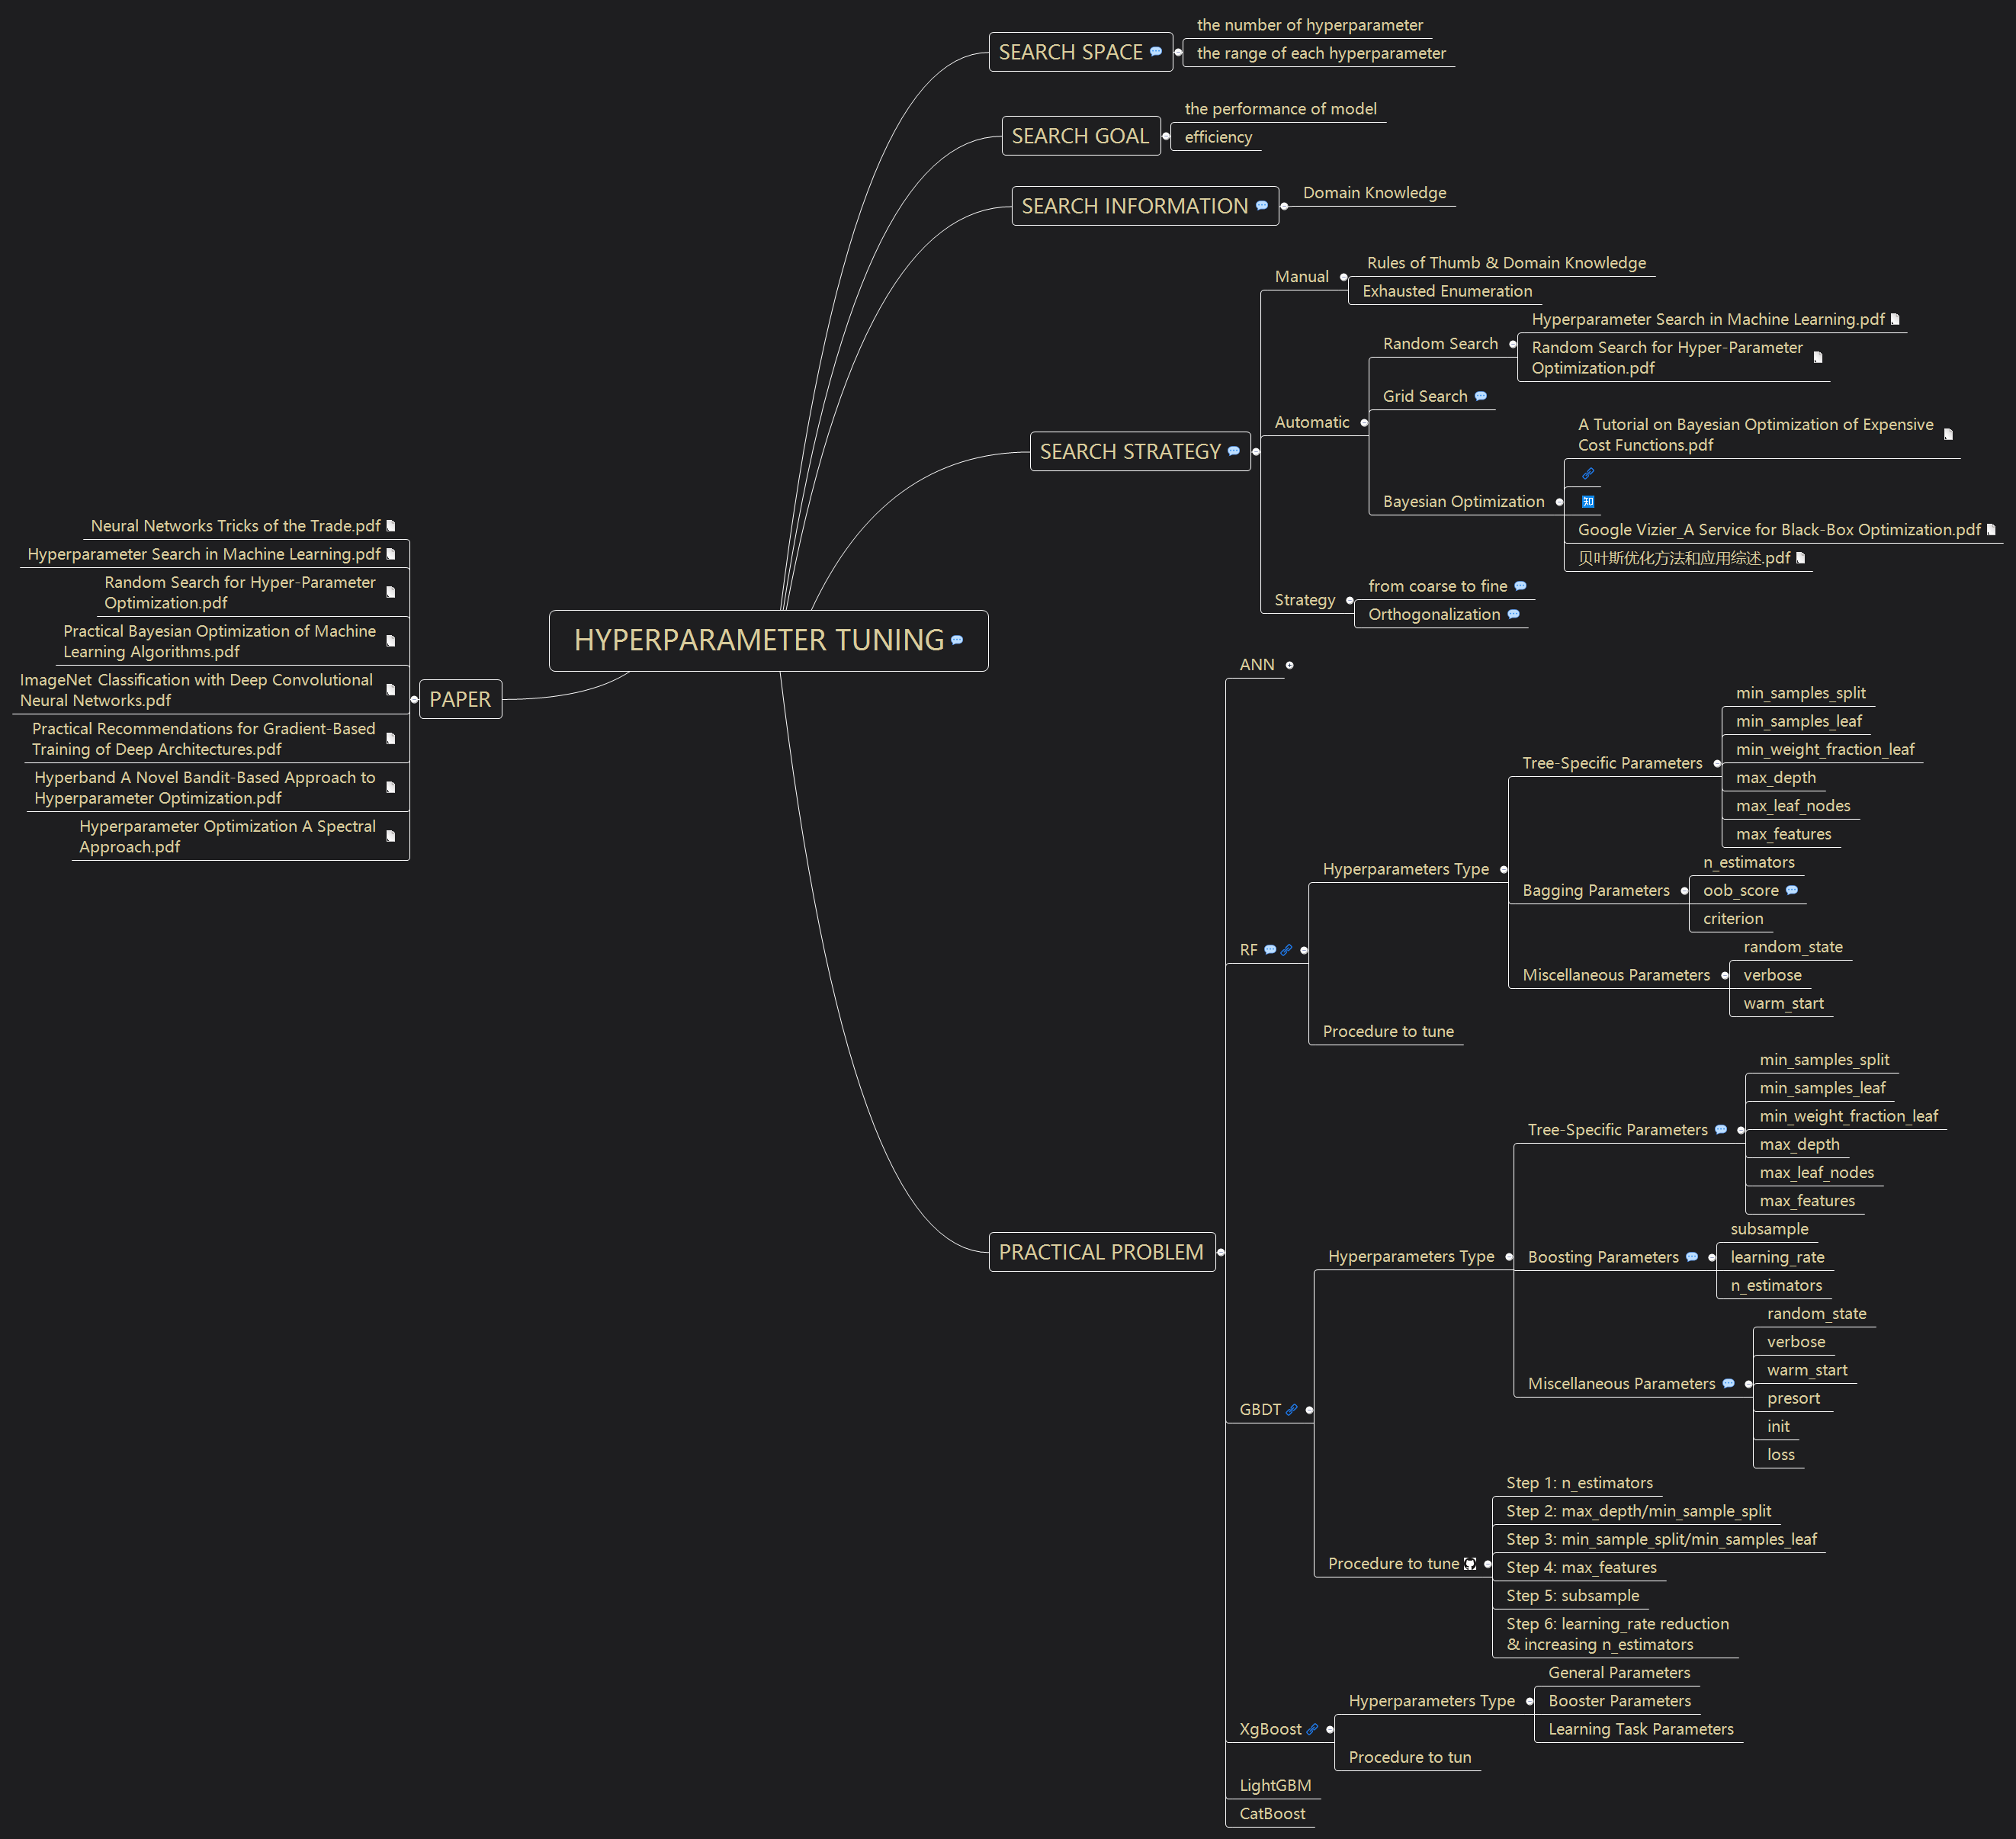 HYPERPARAMETER TUNING
SEARCH SPACE
the number of hyperparameter
the range of each hyperparameter
SEARCH GOAL
the performance of model
efficiency
SEARCH INFORMATION
Domain Knowledge
SEARCH STRATEGY
Manual
Rules of Thumb & Domain Knowledge
Exhausted Enumeration
Automatic
Random Search
Hyperparameter Search in Machine Learning.pdf
Random Search for Hyper-Parameter
Optimization.pdf
Grid Search
Bayesian Optimization
A Tutorial on Bayesian Optimization of Expensive
Cost Functions.pdf
知
Google Vizier_A Service for Black-Box Optimization.pdf
贝叶斯优化方法和应用综述.pdf
Strategy
from coarse to fine
Orthogonalization
PRACTICAL PROBLEM
ANN
RF
Hyperparameters Type
Tree-Specific Parameters
min_samples_split
min_samples_leaf
min_weight_fraction_leaf
max_depth
max_leaf_nodes
max_features
Bagging Parameters
n_estimators
oob_score
criterion
Miscellaneous Parameters
random_state
verbose
warm_start
Procedure to tune
GBDT
Hyperparameters Type
Tree-Specific Parameters
min_samples_split
min_samples_leaf
min_weight_fraction_leaf
max_depth
max_leaf_nodes
max_features
Boosting Parameters
subsample
learning_rate
n_estimators
Miscellaneous Parameters
random_state
verbose
warm_start
presort
init
loss
Procedure to tune
Step 1: n_estimators
Step 2: max_depth/min_sample_split
Step 3: min_sample_split/min_samples_leaf
Step 4: max_features
Step 5: subsample
Step 6: learning_rate reduction
& increasing n_estimators
XgBoost
Hyperparameters Type
General Parameters
Booster Parameters
Learning Task Parameters
Procedure to tun
LightGBM
CatBoost
PAPER
Neural Networks Tricks of the Trade.pdf
Hyperparameter Search in Machine Learning.pdf
Random Search for Hyper-Parameter
Optimization.pdf
Practical Bayesian Optimization of Machine
Learning Algorithms.pdf
ImageNet Classification with Deep Convolutional
Neural Networks.pdf
Practical Recommendations for Gradient-Based
Training of Deep Architectures.pdf
Hyperband A Novel Bandit-Based Approach to
Hyperparameter Optimization.pdf
Hyperparameter Optimization A Spectral
Approach.pdf